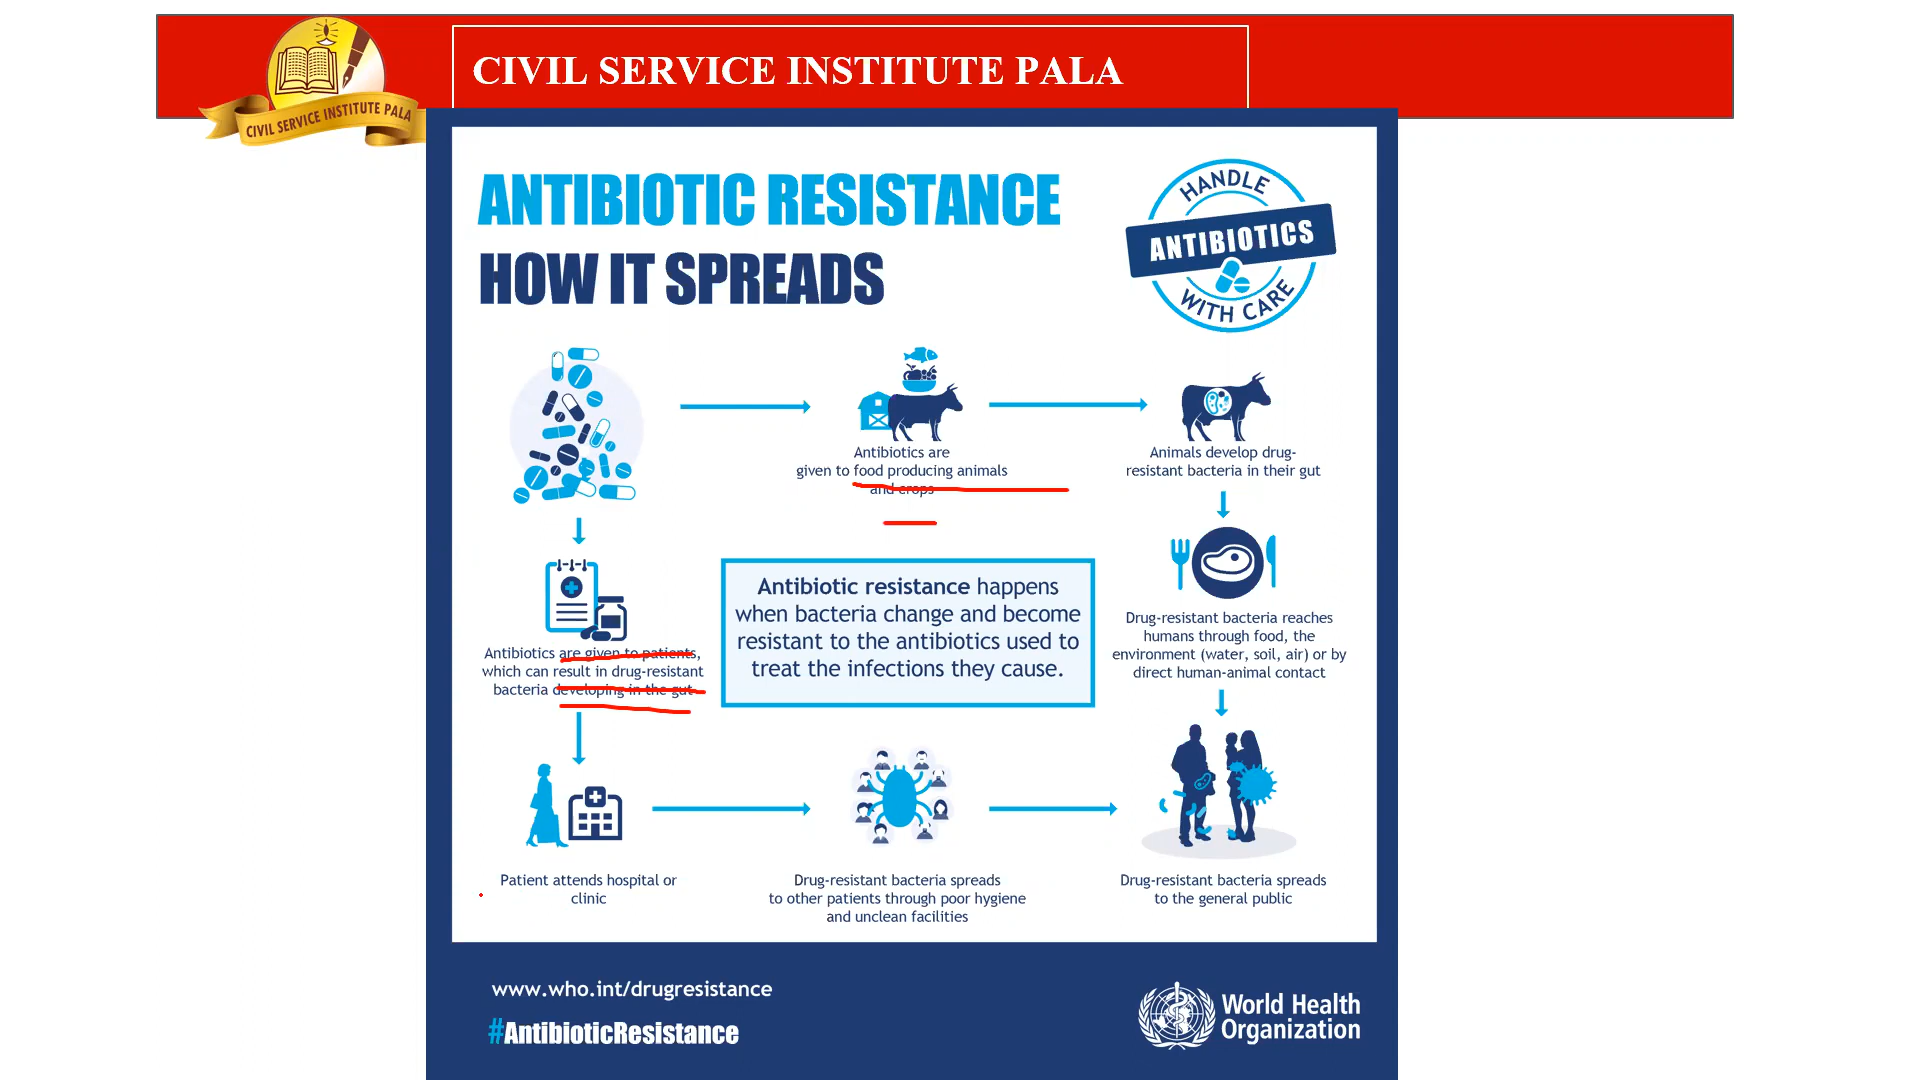 CIVIL SERVICE INSTITUTE PALA
CIVIL SERVICE INSTITUTE PALA
ANTIBIOTIC RESISTANCE
HOW IT SPREADS
HANDLE
ANTIBIOTICS
WITH CARE
Antibiotics are
given to food producing animals
and crops
Animals develop drug-
resistant bacteria in their gut
Antibiotics are given to patients,
which can result in drug-resistant
bacteria developing in the gut
Antibiotic resistance happens
when bacteria change and become
resistant to the antibiotics used to
treat the infections they cause.
Drug-resistant bacteria reaches
humans through food, the
environment (water, soil, air) or by
direct human-animal contact
Patient attends hospital or
clinic
Drug-resistant bacteria spreads
to other patients through poor hygiene
and unclean facilities
Drug-resistant bacteria spreads
to the general public
www.who.int/drugresistance
#AntibioticResistance
World Health
Organization